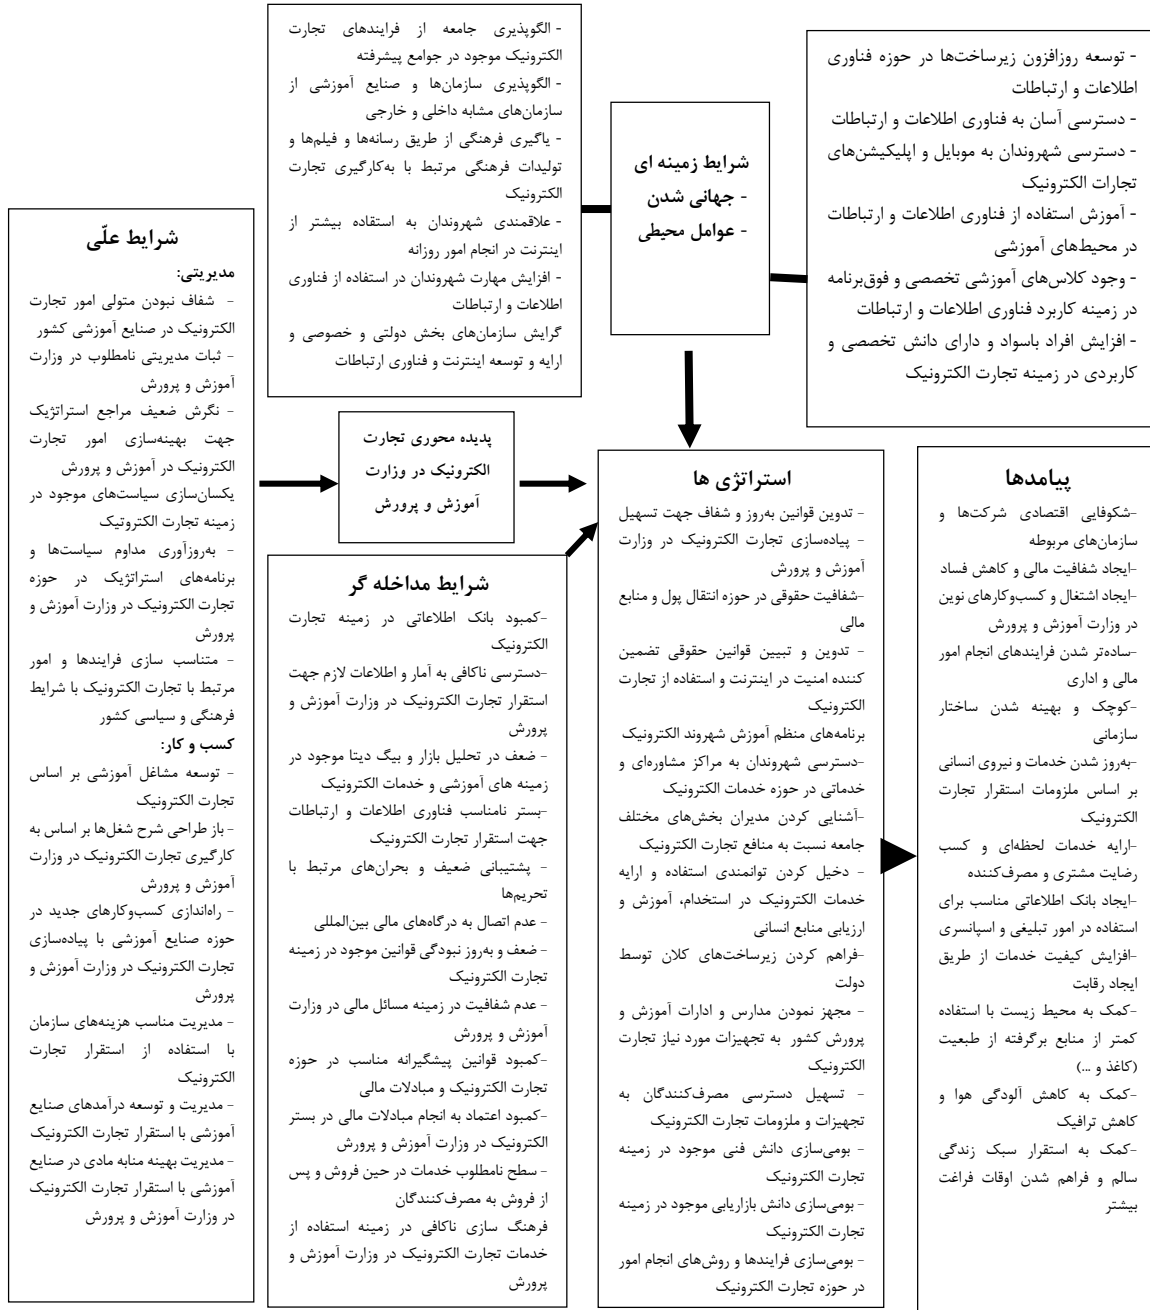 - الگوپذیری جامعه از فرایندهای تجارت
الکترونیک موجود در جوامع پیشرفته
- الگوپذیری سازمان‌ها و صنایع آموزشی از
سازمان‌های مشابه داخلی و خارجی
- یاگیری فرهنگی از طریق رسانه‌ها و فیلم‌ها و
تولیدات فرهنگی مرتبط با به‌کارگیری تجارت
الکترونیک
- علاقمندی شهروندان به استقاده بیشتر از
اینترنت در انجام امور روزانه
- افزایش مهارت شهروندان در استفاده از فناوری
اطلاعات و ارتباطات
گرایش سازمان‌های بخش دولتی و خصوصی و
ارایه و توسعه اینترنت و فناوری ارتباطات
شرایط زمینه ای
- جهانی شدن
- عوامل محیطی
- توسعه روزافزون زیرساخت‌ها در حوزه فناوری
اطلاعات و ارتباطات
- دسترسی آسان به فناوری اطلاعات و ارتباطات
- دسترسی شهروندان به موبایل و اپلیکیشن‌های
تجارات الکترونیک
- آموزش استفاده از فناوری اطلاعات و ارتباطات
در محیط‌های آموزشی
- وجود کلاس‌های آموزشی تخصصی و فوق‌برنامه
در زمینه کاربرد فناوری اطلاعات و ارتباطات
- افزایش افراد باسواد و دارای دانش تخصصی و
کاربردی در زمینه تجارت الکترونیک
شرایط علّی
مدیریتی:
- شفاف نبودن متولی امور تجارت
الکترونیک در صنایع آموزشی کشور
- ثبات مدیریتی نامطلوب در وزارت
آموزش و پرورش
- نگرش ضعیف مراجع استراتژیک
جهت بهینه‌سازی امور تجارت
الکترونیک در آموزش و پرورش
یکسان‌سازی سیاست‌های موجود در
زمینه تجارت الکتروتیک
- به‌روزآوری مداوم سیاست‌ها و
برنامه‌های استراتژیک در حوزه
تجارت الکترونیک در وزارت آموزش و
پرورش
- متناسب سازی فرایندها و امور
مرتبط با تجارت الکترونیک با شرایط
فرهنگی و سیاسی کشور
کسب و کار:
- توسعه مشاغل آموزشی بر اساس
تجارت الکترونیک
- باز طراحی شرح شغل‌ها بر اساس به
کارگیری تجارت الکترونیک در وزارت
آموزش و پرورش
- راه‌اندازی کسب‌وکارهای جدید در
حوزه صنایع آموزشی با پیاده‌سازی
تجارت الکترونیک در وزارت آموزش و
پرورش
- مدیریت مناسب هزینه‌های سازمان
با استفاده از استقرار تجارت
الکترونیک
- مدیریت و توسعه درآمدهای صنایع
آموزشی با استقرار تجارت الکترونیک
- مدیریت بهینه منابه مادی در صنایع
آموزشی با استقرار تجارت الکترونیک
در وزارت آموزش و پرورش
پدیده محوری تجارت
الکترونیک در وزارت
آموزش و پرورش
شرایط مداخله گر
-کمبود بانک اطلاعاتی در زمینه تجارت
الکترونیک
-دسترسی ناکافی به آمار و اطلاعات لازم جهت
استقرار تجارت الکترونیک در وزارت آموزش و
پرورش
- ضعف در تحلیل بازار و بیگ دیتا موجود در
زمینه های آموزشی و خدمات الکترونیک
-بستر نامناسب فناوری اطلاعات و ارتباطات
جهت استقرار تجارت الکترونیک
- پشتیبانی ضعیف و بحران‌های مرتبط با
تحریم‌ها
- عدم اتصال به درگاه‌های مالی بین‌المللی
- ضعف و به‌روز نبودگی قوانین موجود در زمینه
تجارت الکترونیک
- عدم شفافیت در زمینه مسائل مالی در وزارت
آموزش و پرورش
-کمبود قوانین پیشگیرانه مناسب در حوزه
تجارت الکترونیک و مبادلات مالی
-کمبود اعتماد به انجام مبادلات مالی در بستر
الکترونیک در وزارت آموزش و پرورش
- سطح نامطلوب خدمات در حین فروش و پس
از فروش به مصرف‌کنندگان
فرهنگ سازی ناکافی در زمینه استفاده از
خدمات تجارت الکترونیک در وزارت آموزش و
پرورش
استراتژی ها
- تدوین قوانین به‌روز و شفاف جهت تسهیل
- پیاده‌سازی تجارت الکترونیک در وزارت
آموزش و پرورش
-شفافیت حقوقی در حوزه انتقال پول و منابع
مالی
- تدوین و تبیین قوانین حقوقی تضمین
کننده امنیت در اینترنت و استفاده از تجارت
الکترونیک
برنامه‌های منظم آموزش شهروند الکترونیک
-دسترسی شهروندان به مراکز مشاوره‌ای و
خدماتی در حوزه خدمات الکترونیک
-آشنایی کردن مدیران بخش‌های مختلف
جامعه نسبت به منافع تجارت الکترونیک
- دخیل کردن توانمندی استفاده و ارایه
خدمات الکترونیک در استخدام، آموزش و
ارزیابی منابع انسانی
-فراهم کردن زیرساخت‌های کلان توسط
دولت
- مجهز نمودن مدارس و ادارات آموزش و
پرورش کشور به تجهیزات مورد نیاز تجارت
الکترونیک
- تسهیل دسترسی مصرف‌کنندگان به
تجهیزات و ملزومات تجارت الکترونیک
- بومی‌سازی دانش فنی موجود در زمینه
تجارت الکترونیک
- بومی‌سازی دانش بازاریابی موجود در زمینه
تجارت الکترونیک
- بومی‌سازی فرایندها و روش‌های انجام امور
در حوزه تجارت الکترونیک
پیامدها
-شکوفایی اقتصادی شرکت‌ها و
سازمان‌های مربوطه
-ایجاد شفافیت مالی و کاهش فساد
-ایجاد اشتغال و کسب‌وکارهای نوین
در وزارت آموزش و پرورش
-ساده‌تر شدن فرایندهای انجام امور
مالی و اداری
-کوچک و بهینه شدن ساختار
سازمانی
-به‌روز شدن خدمات و نیروی انسانی
بر اساس ملزومات استقرار تجارت
الکترونیک
-ارایه خدمات لحظه‌ای و کسب
رضایت مشتری و مصرف‌کننده
-ایجاد بانک اطلاعاتی مناسب برای
استفاده در امور تبلیغی و اسپانسری
-افزایش کیفیت خدمات از طریق
ایجاد رقابت
-کمک به محیط زیست با استفاده
کمتر از منابع برگرفته از طبعیت
(کاغذ و ...)
-کمک به کاهش آلودگی هوا و
کاهش ترافیک
-کمک به استقرار سبک زندگی
سالم و فراهم شدن اوقات فراغت
بیشتر